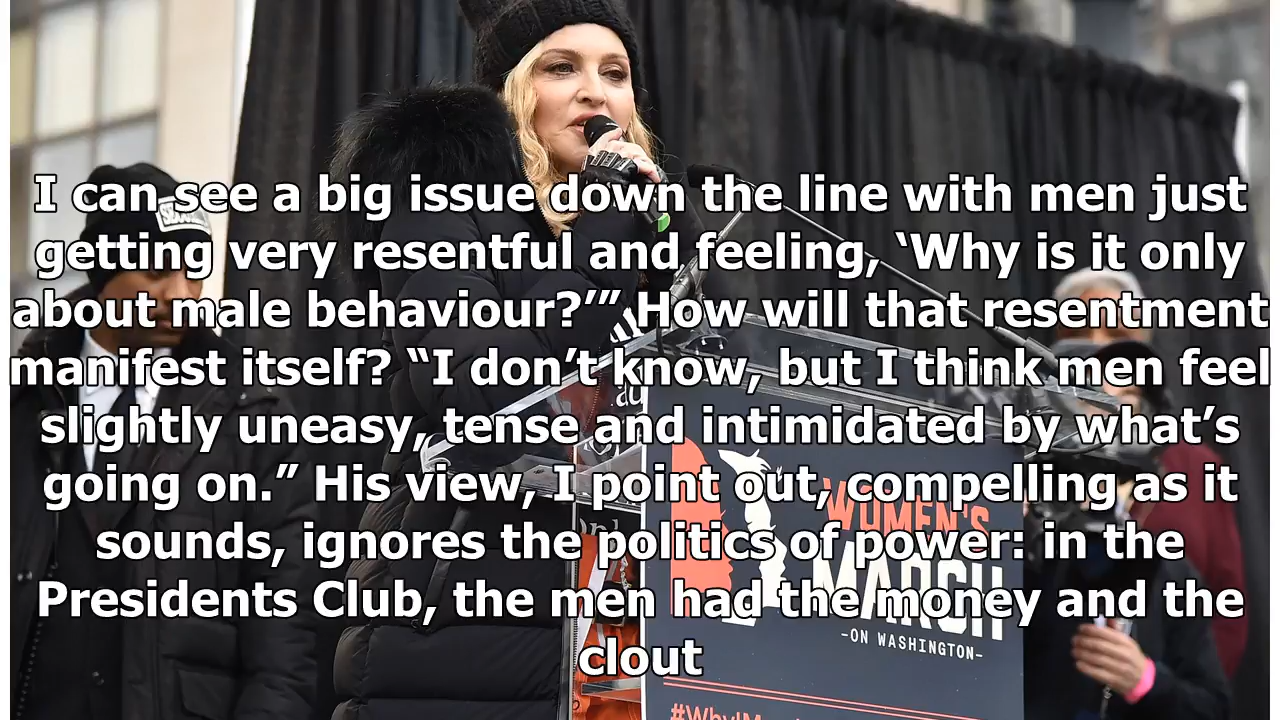 I can see a big issue down the line with men just
getting very resentful and feeling, ‘Why is it only
about male behaviour?’” How will that resentment
manifest itself? “I don’t know, but I think men feel
slightly uneasy, tense and intimidated by what’s
going on.” His view, I point out, compelling as it
sounds, ignores the politics of power: in the
Presidents Club, the men had the money and the
clout
WOMEN'S
MARCH
-ON WASHINGTON-